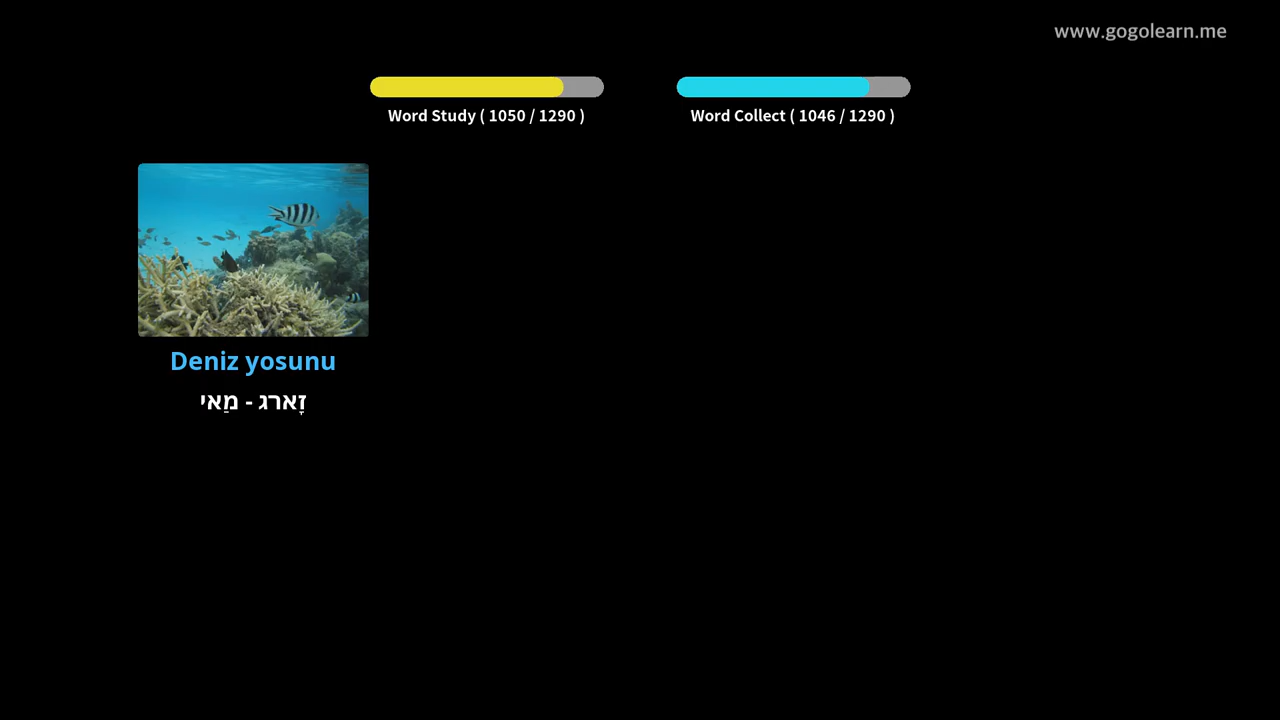 www.gogolearn.me
Word Study ( 1050 / 1290 )
Word Collect ( 1046 / 1290 )
Deniz yosunu
זָארג - מַאי